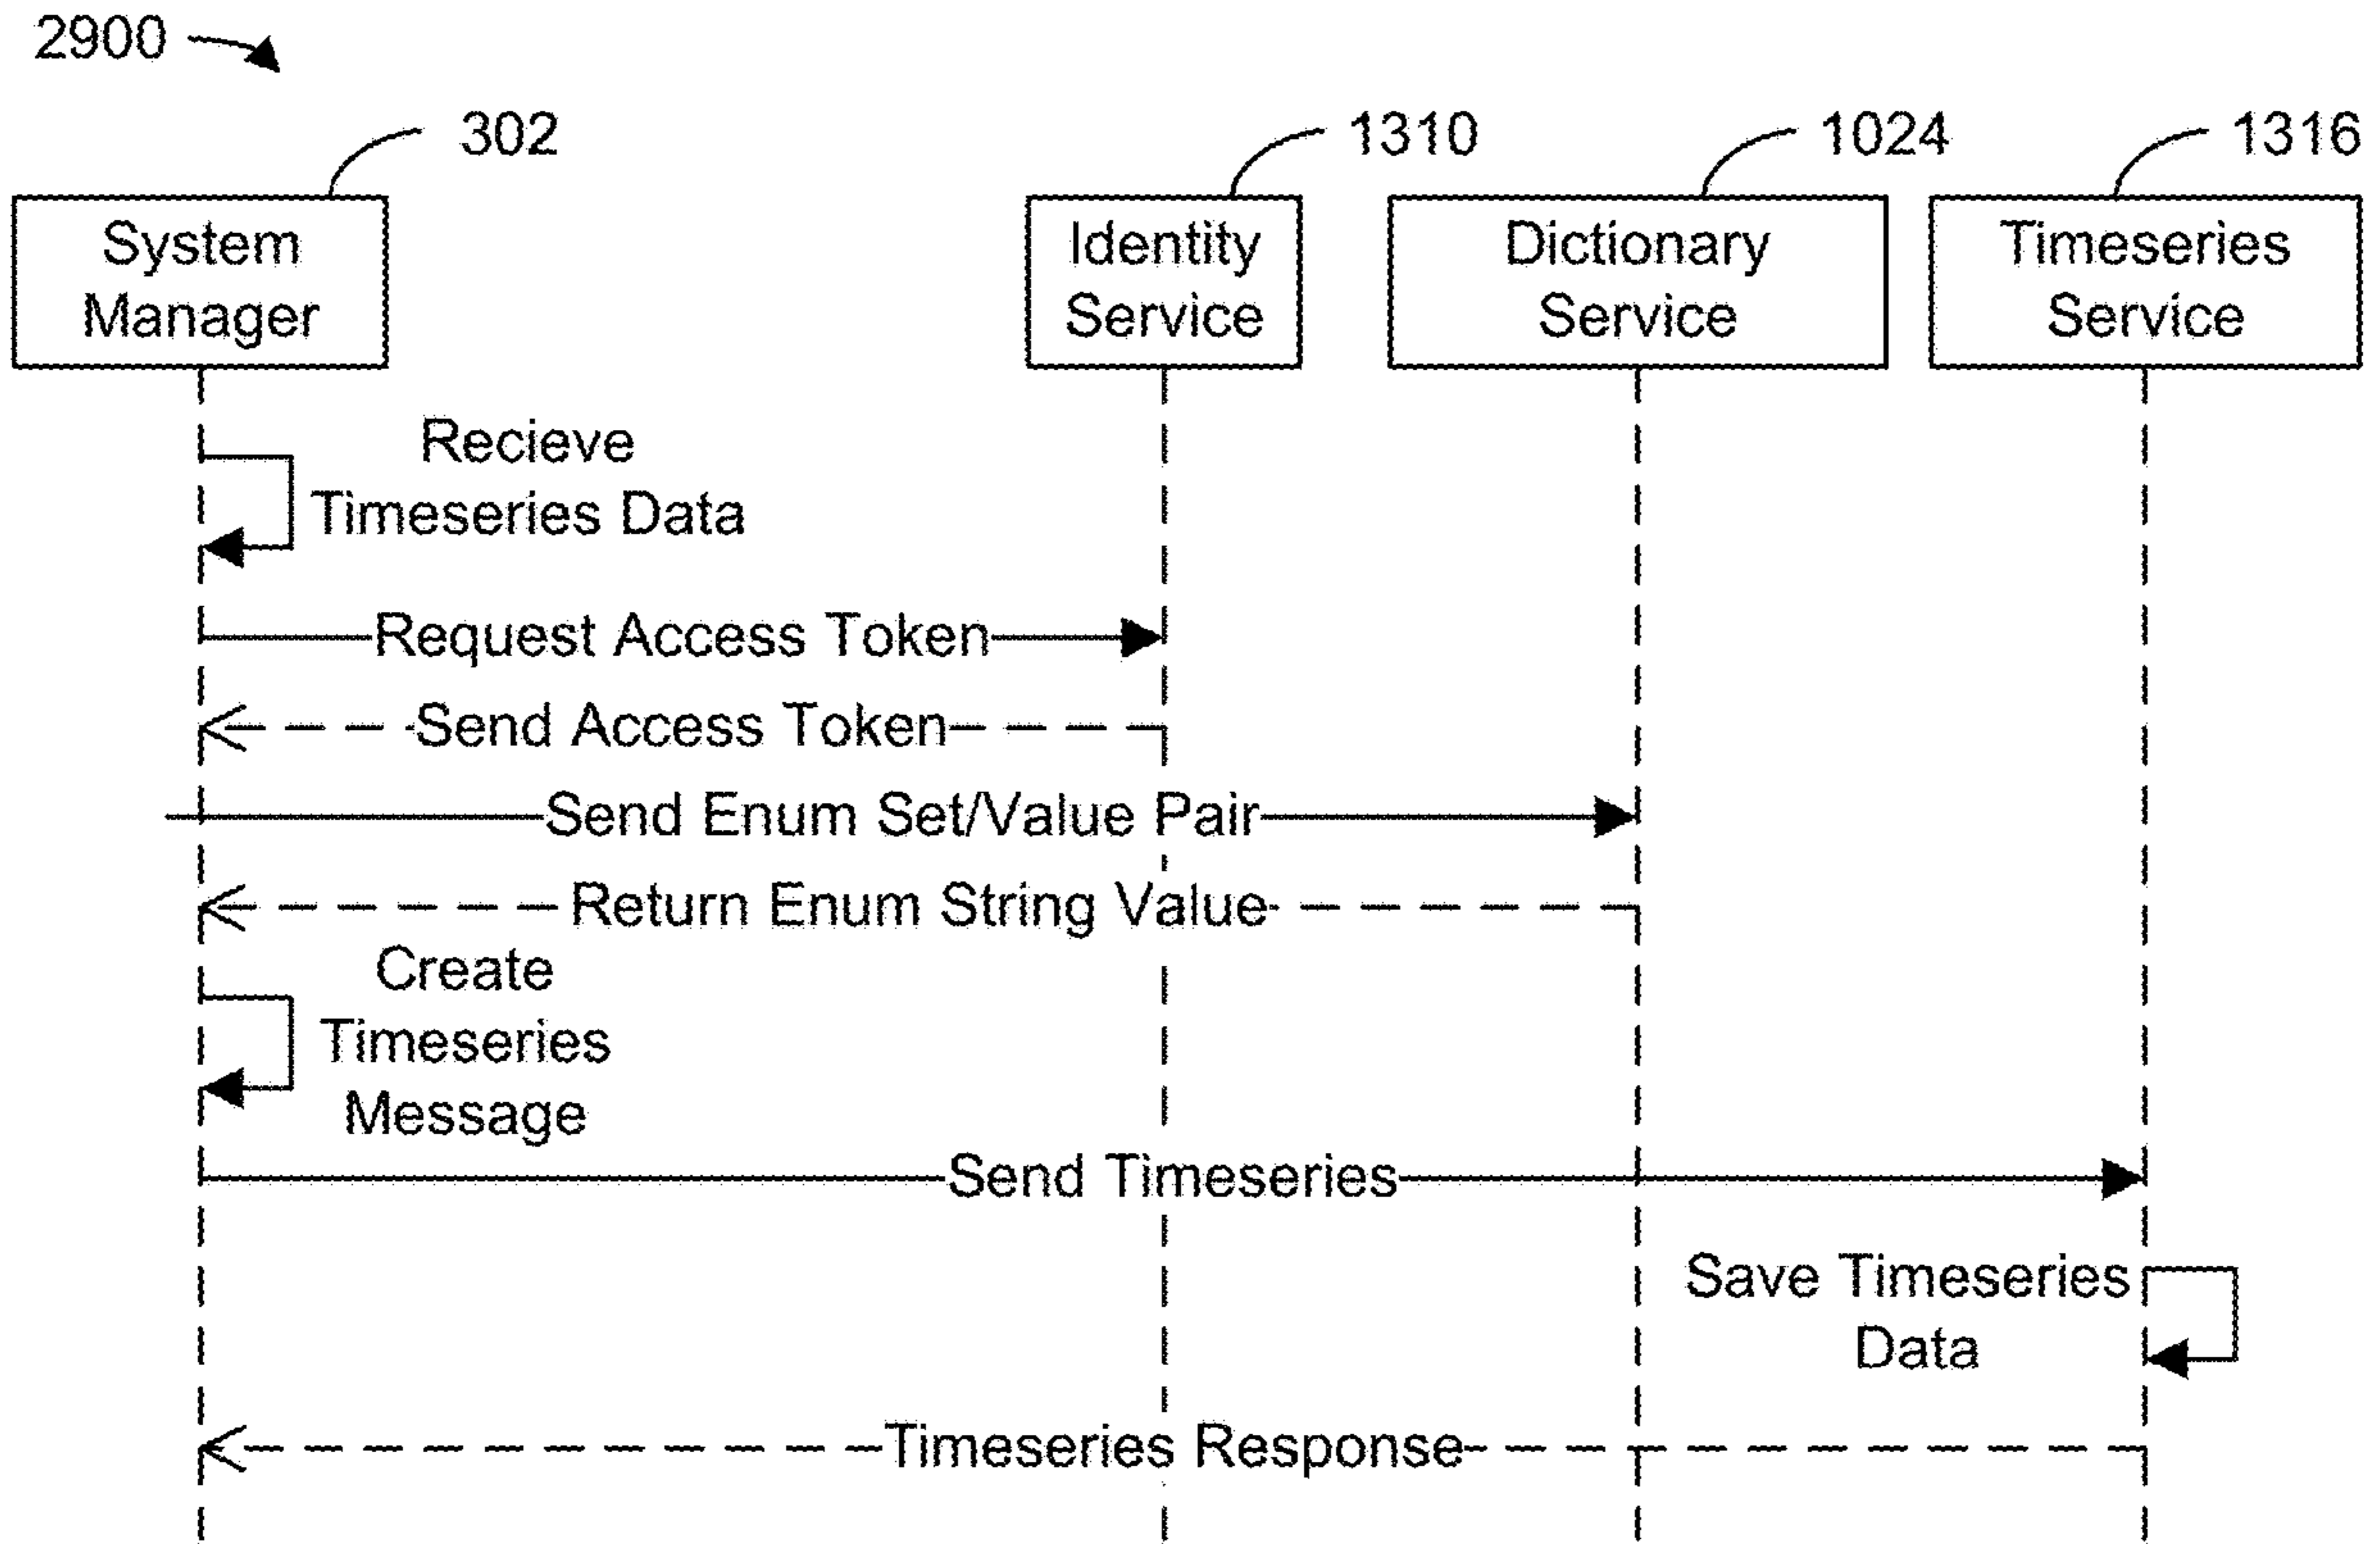 2900
302
1310
1024
1316
System
Manager
Identity
Service
Dictionary
Service
Timeseries
Service
Recieve
Timeseries Data
Request Access Token
Send Access Token
Send Enum Set/Value Pair
Return Enum String Value
Create
Timeseries
Message
Send Timeseries
Save Timeseries
Data
Timeseries Response